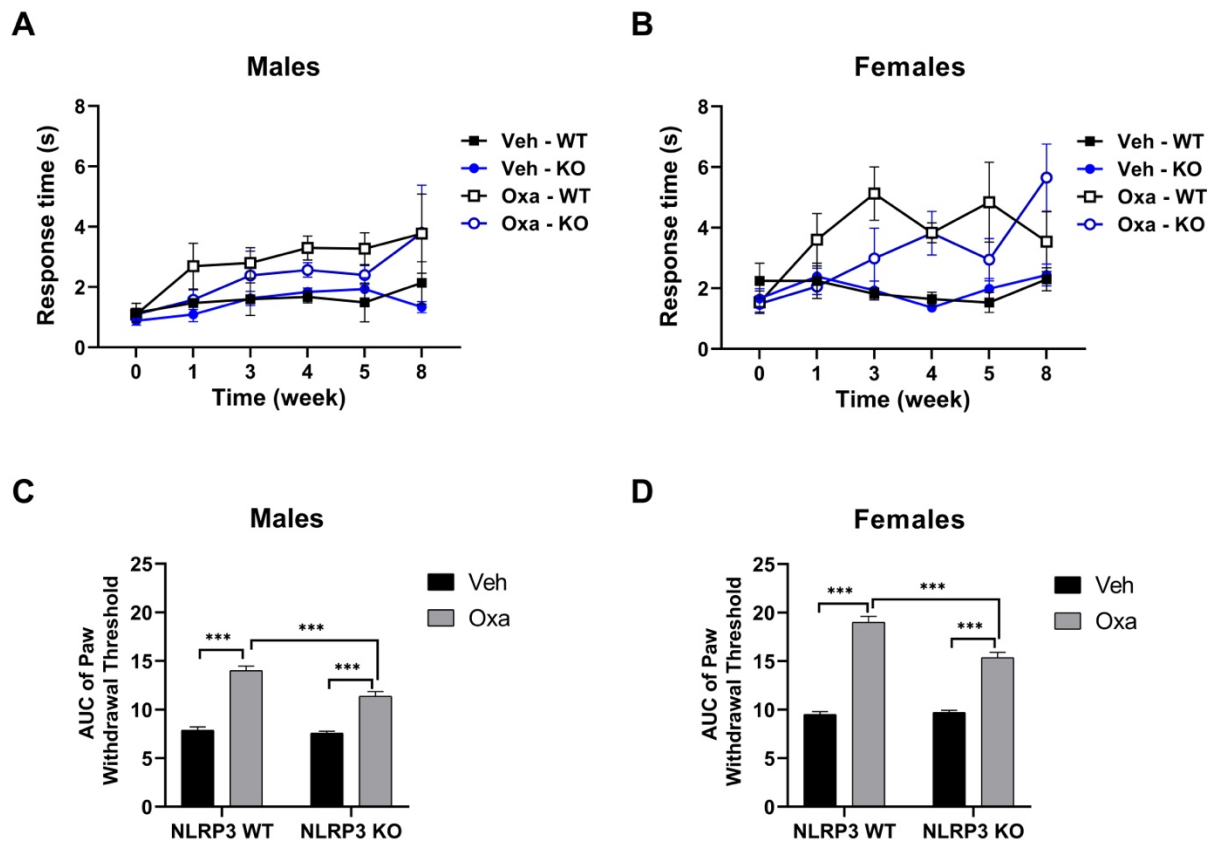 A
Males
Response time (s)
8
6
4
2
0
0 1 3 4 5 8
Time (week)
Veh - WT
Veh - KO
Oxa - WT
Oxa - KO
B
Females
Response time (s)
8
6
4
2
0
0 1 3 4 5 8
Time (week)
Veh - WT
Veh - KO
Oxa - WT
Oxa - KO
C
Males
AUC of Paw
Withdrawal Threshold
25
20
15
10
5
0
***
***
***
NLRP3 WT NLRP3 KO
Veh
Oxa
D
Females
AUC of Paw
Withdrawal Threshold
25
20
15
10
5
0
***
***
***
NLRP3 WT NLRP3 KO
Veh
Oxa